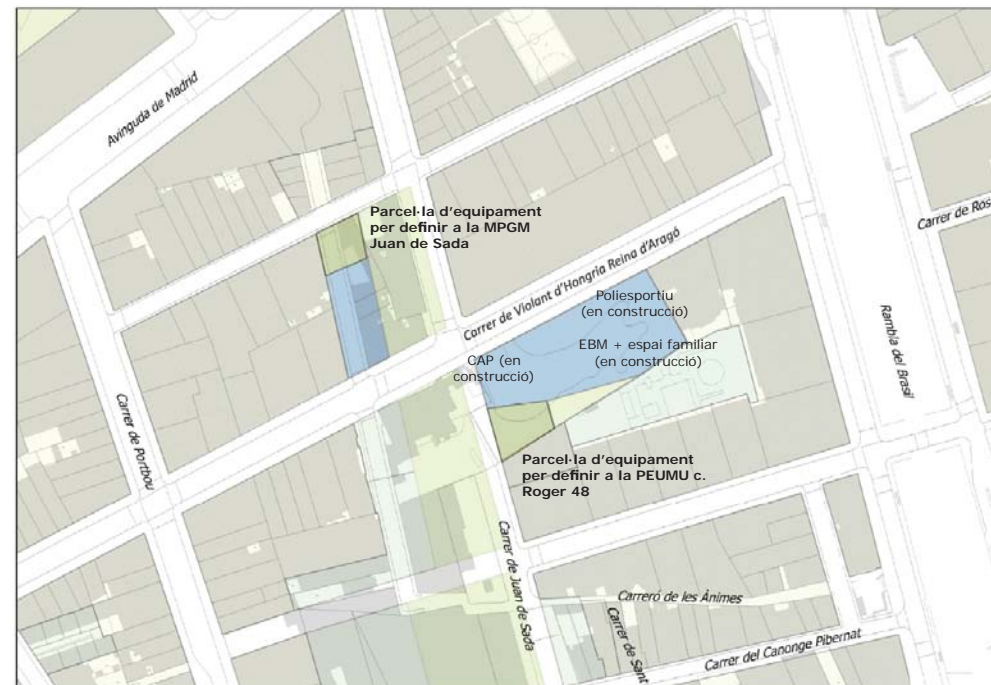 Avinguda de Madrid
Parcel·la d'equipament
per definir a la MPGM
Juan de Sada
Carrer de Ros
Carrer de Violant d'Hongria Reina d'Aragó
Poliesportiu
(en construcció)
Rambla del Brasil
EBM + espai familiar
(en construcció)
CAP (en
construcció)
Carrer de Portbou
Parcel·la d'equipament
per definir a la PEUMU c.
Roger 48
Carrer de Juan de Sada
Carreró de les Ànimes
Carrer de Sant
Carrer del Canonge Pibernat